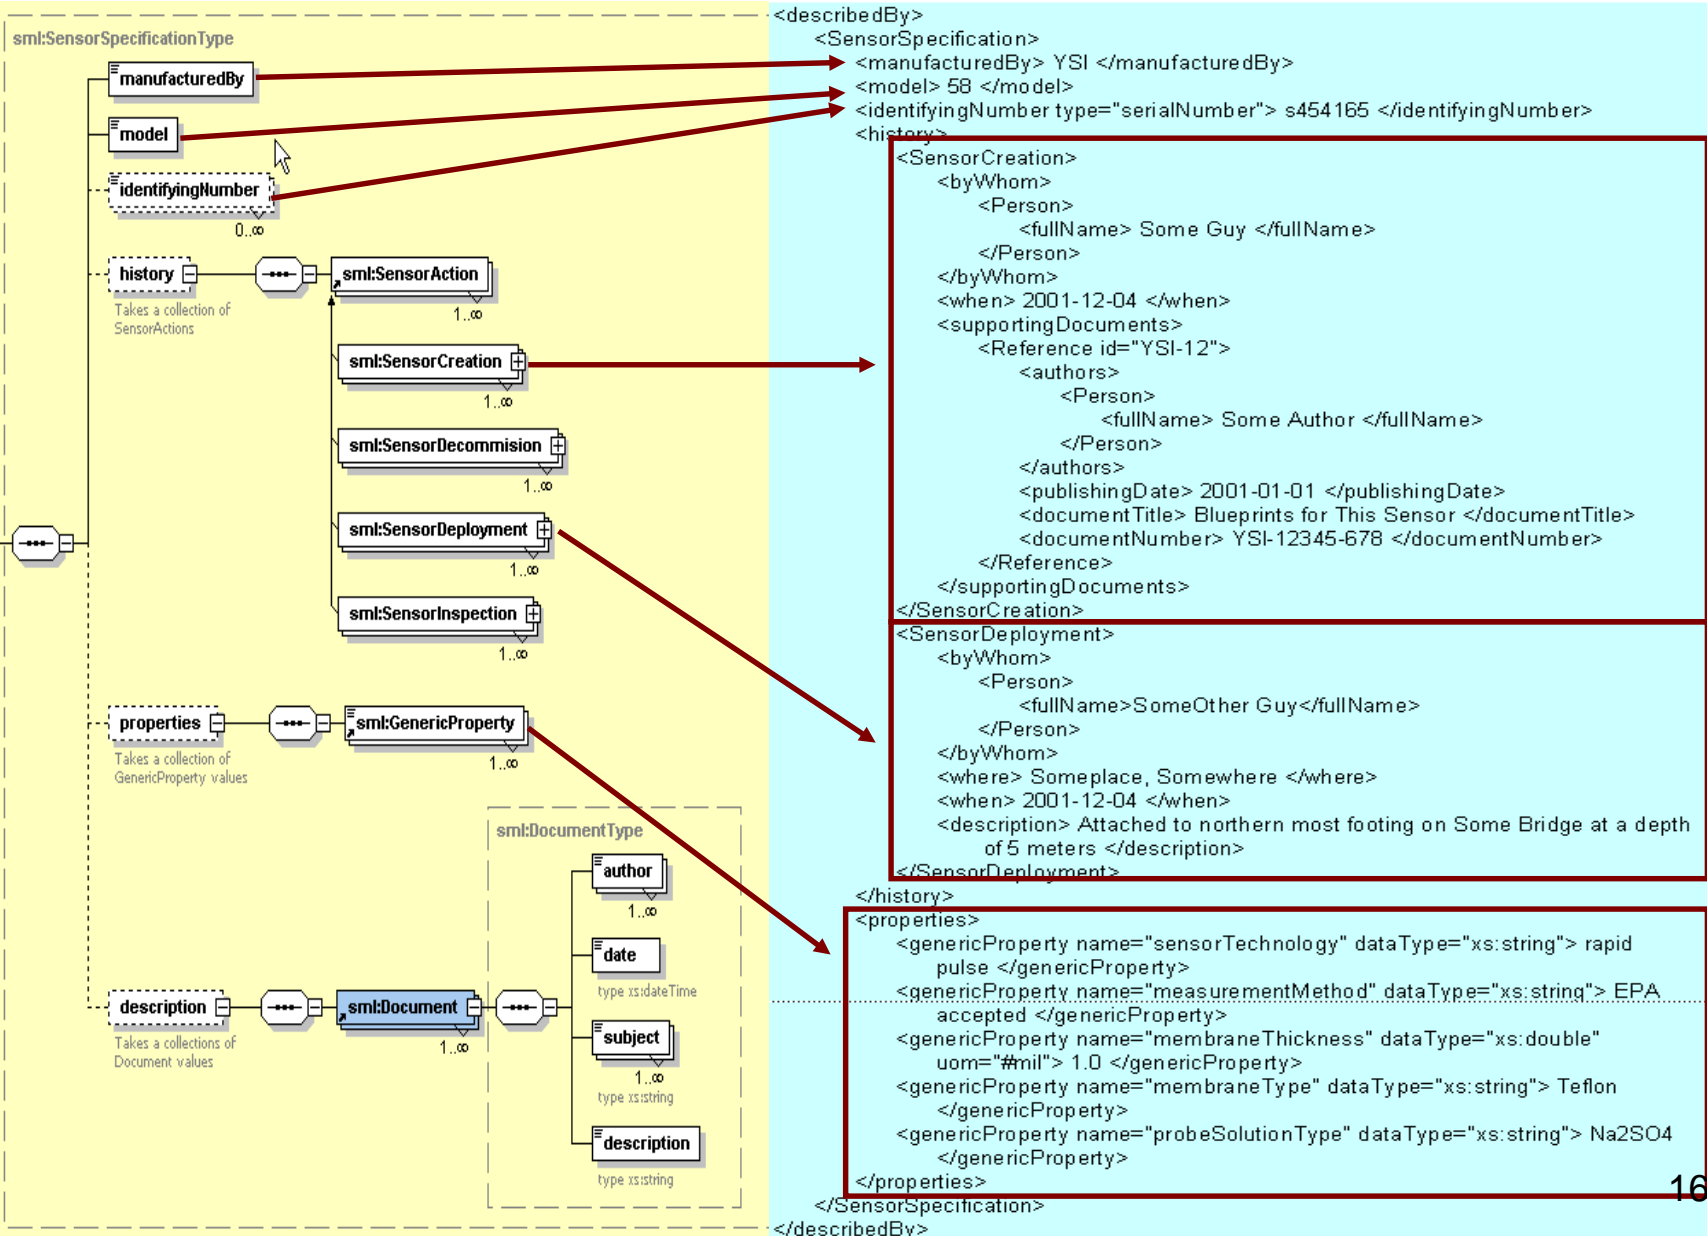 sml:SensorSpecificationType
manufacturedBy
model
identifyingNumber
0..∞
history
Takes a collection of
SensorActions
sml:SensorAction
1..∞
sml:SensorCreation
1..∞
sml:SensorDecommision
1..∞
sml:SensorDeployment
1..∞
sml:SensorInspection
1..∞
properties
Takes a collection of
GenericProperty values
sml:GenericProperty
1..∞
description
Takes a collections of
Document values
sml:Document
1..∞
sml:DocumentType
author
1..∞
date
type xs:dateTime
subject
1..∞
type xs:string
description
type xs:string
<describedBy>
<SensorSpecification>
<manufacturedBy> YSI </manufacturedBy>
<model> 58 </model>
<identifyingNumber type="serialNumber"> s454165 </identifyingNumber>
<history>
<SensorCreation>
<byWhom>
<Person>
<fullName> Some Guy </fullName>
</Person>
</byWhom>
<when> 2001-12-04 </when>
<supportingDocuments>
<Reference id="YSI-12">
<authors>
<Person>
<fullName> Some Author </fullName>
</Person>
</authors>
<publishingDate> 2001-01-01 </publishingDate>
<documentTitle> Blueprints for This Sensor </documentTitle>
<documentNumber> YSI-12345-678 </documentNumber>
</Reference>
</supportingDocuments>
</SensorCreation>
<SensorDeployment>
<byWhom>
<Person>
<fullName>SomeOther Guy</fullName>
</Person>
</byWhom>
<where> Someplace, Somewhere </where>
<when> 2001-12-04 </when>
<description> Attached to northern most footing on Some Bridge at a depth
of 5 meters </description>
</SensorDeployment>
</history>
<properties>
<genericProperty name="sensorTechnology" dataType="xs:string"> rapid
pulse </genericProperty>
<genericProperty name="measurementMethod" dataType="xs:string"> EPA
accepted </genericProperty>
<genericProperty name="membraneThickness" dataType="xs:double"
uom="#mil"> 1.0 </genericProperty>
<genericProperty name="membraneType" dataType="xs:string"> Teflon
</genericProperty>
<genericProperty name="probeSolutionType" dataType="xs:string"> Na2SO4
</genericProperty>
</properties>
</SensorSpecification>
</describedBy>
16